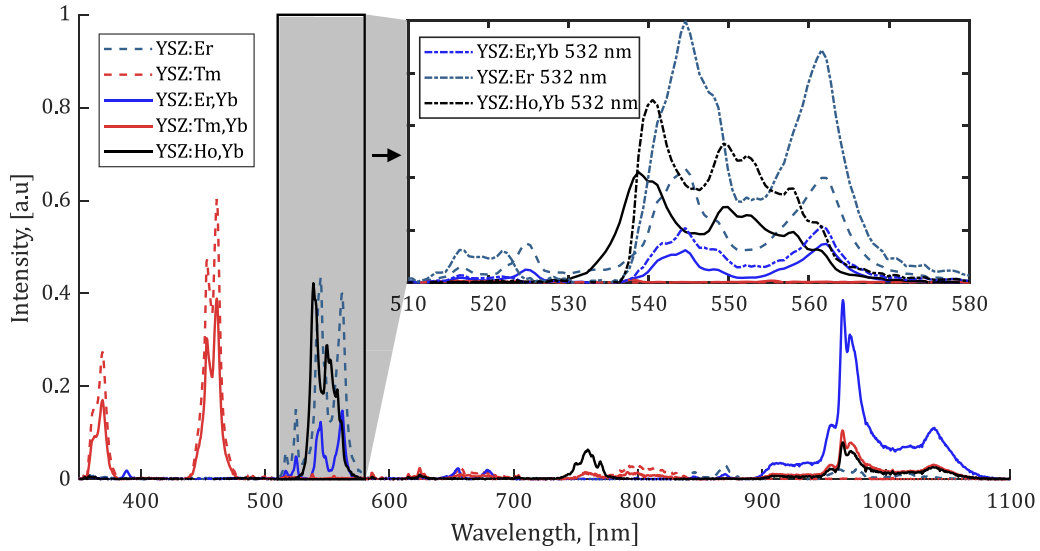 1
0.8
0.6
0.4
0.2
0
Intensity, [a.u]
YSZ:Er
YSZ:Tm
YSZ:Er,Yb
YSZ:Tm,Yb
YSZ:Ho,Yb
YSZ:Er,Yb 532 nm
YSZ:Er 532 nm
YSZ:Ho,Yb 532 nm
510 520 530 540 550 560 570 580
400 500 600 700 800 900 1000 1100
Wavelength, [nm]